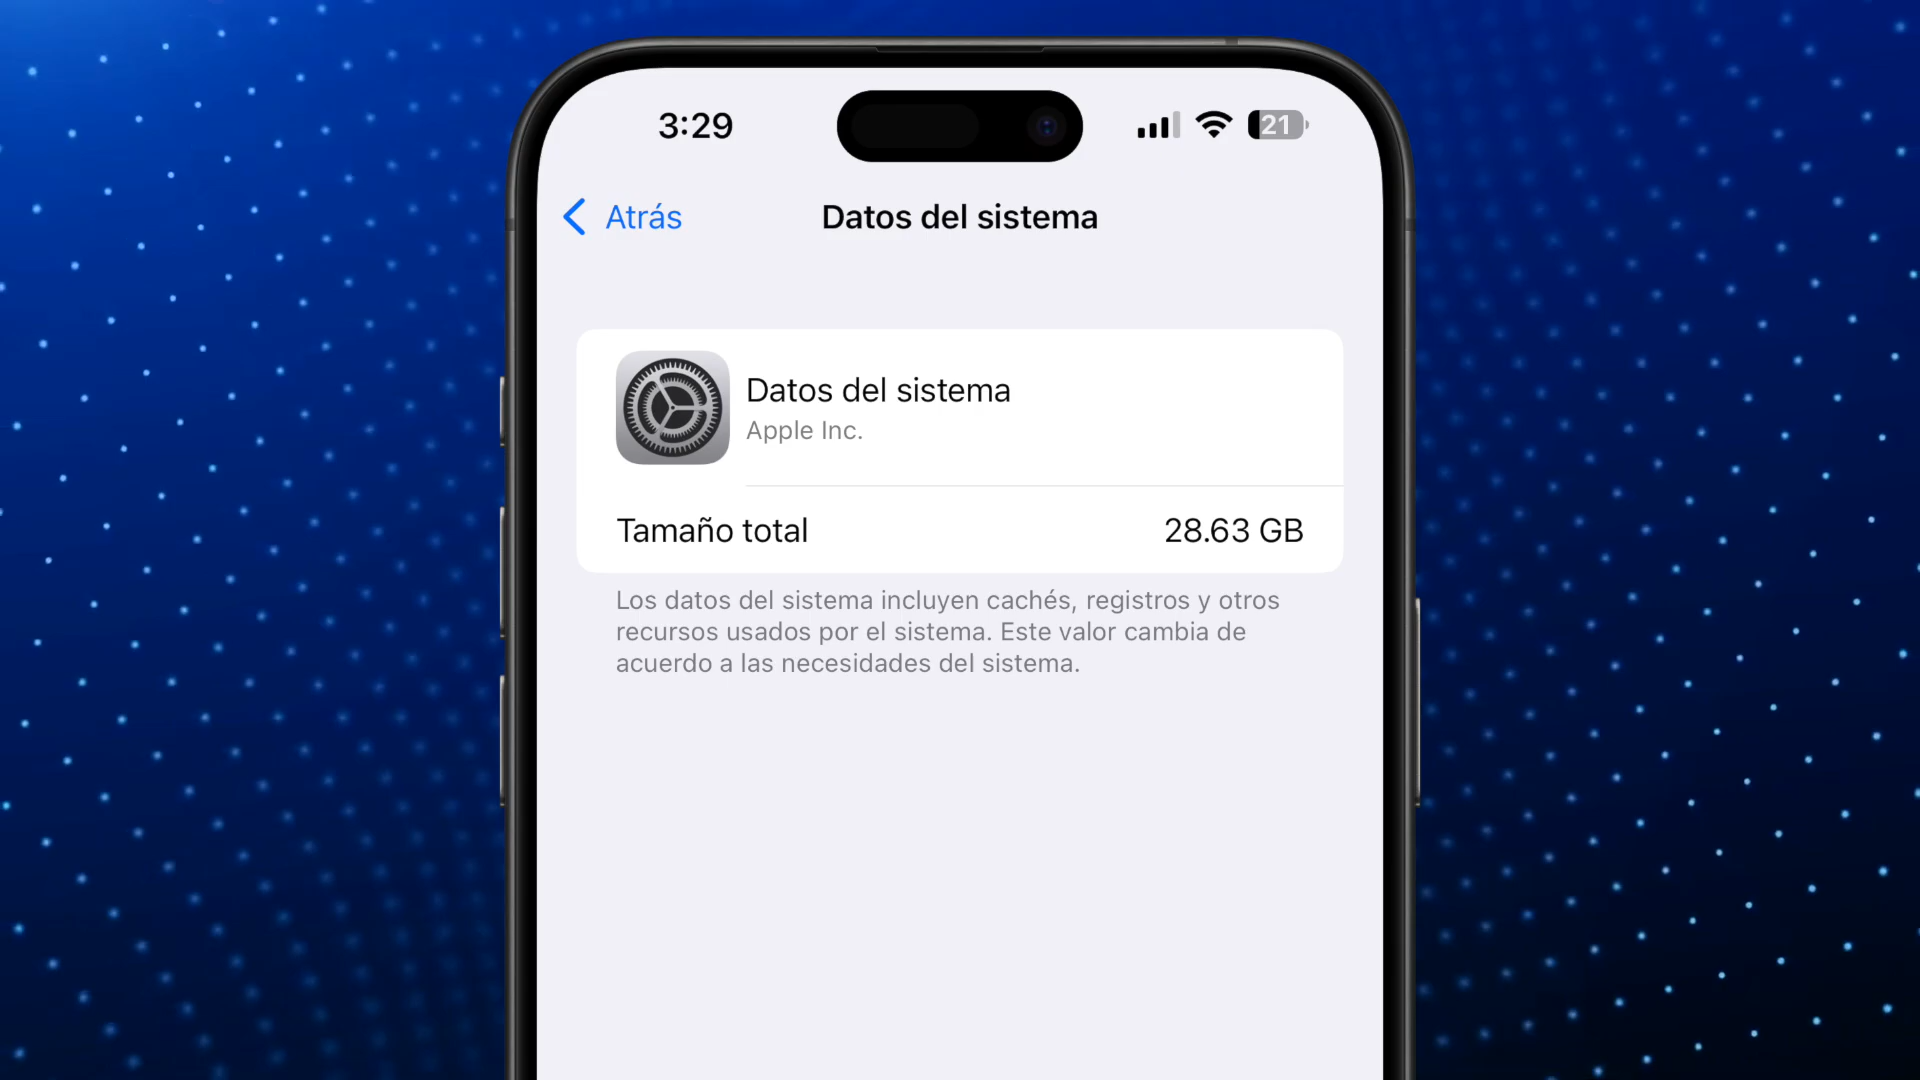 3:29
21
Atrás
Datos del sistema
Datos del sistema
Apple Inc.
Tamaño total 28.63 GB
Los datos del sistema incluyen cachés, registros y otros
recursos usados por el sistema. Este valor cambia de
acuerdo a las necesidades del sistema.